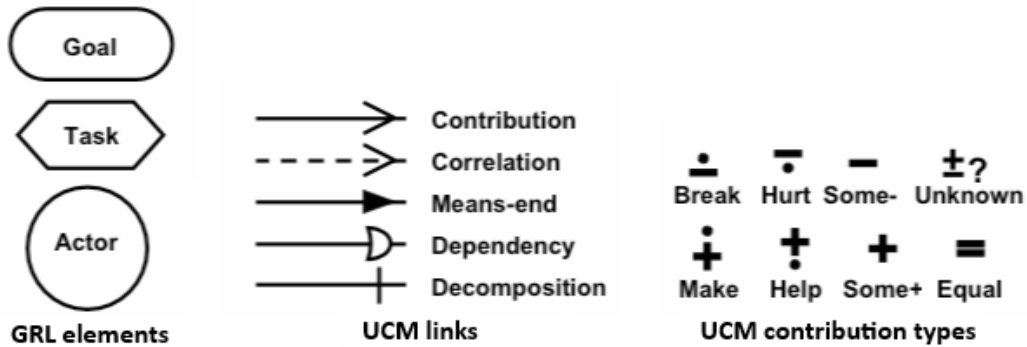 Goal
Task
Actor
GRL elements
Contribution
Correlation
Means-end
Dependency
Decomposition
UCM links
Break Hurt Some- Unknown
Make Help Some+ Equal
UCM contribution types